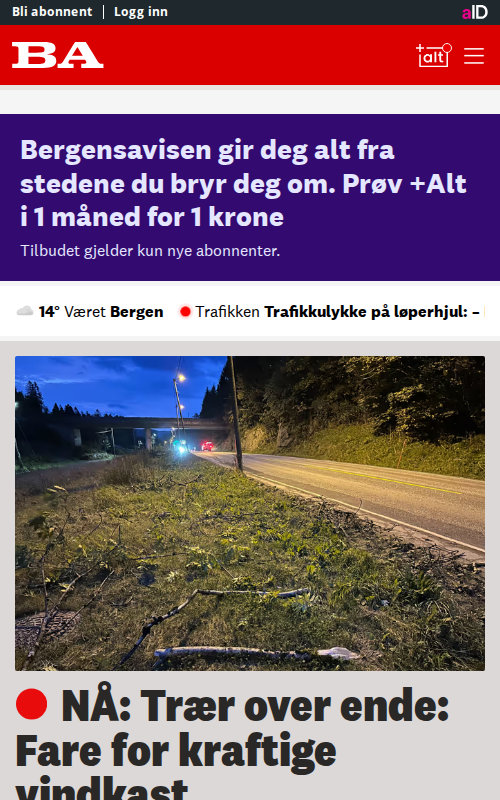 Bli abonnent | Logg inn
aID
BA
+alt
Bergensavisen gir deg alt fra
stedene du bryr deg om. Prøv +Alt
i 1 måned for 1 krone
Tilbudet gjelder kun nye abonnenter.
14° Været Bergen Trafikken Trafikkulykke på løperhjul: –
NÅ: Trær over ende:
Fare for kraftige
vindkast